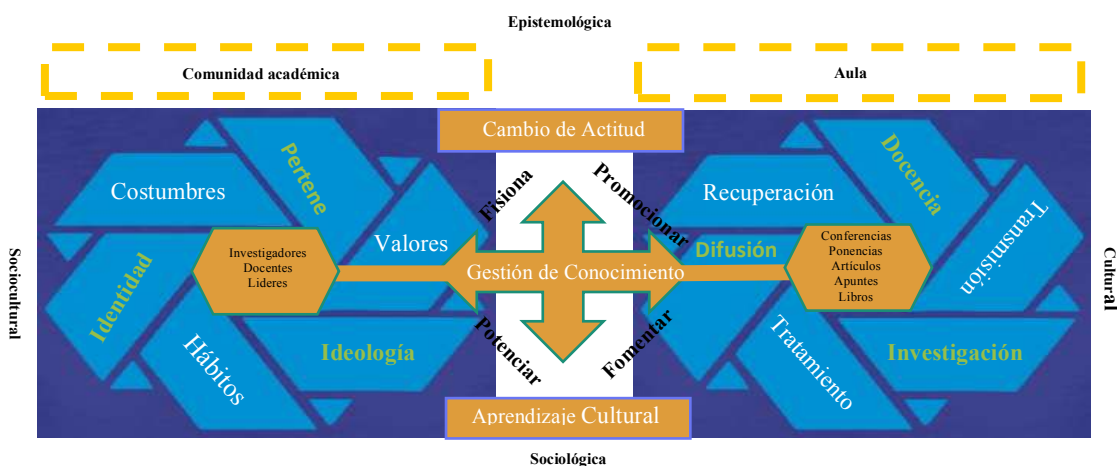 Epistemológica
Comunidad académica
Aula
Cambio de Actitud
Costumbres
Pertene
Valores
Identidad
Investigadores
Docentes
Lideres
Hábitos
Ideología
Sociocultural
Fisiona
Promocionar
Gestión de Conocimiento
Potenciar
Fomentar
Recuperación
Docencia
Transmisión
Difusión
Conferencias
Ponencias
Artículos
Apuntes
Libros
Tratamiento
Investigación
Cultural
Aprendizaje Cultural
Sociológica